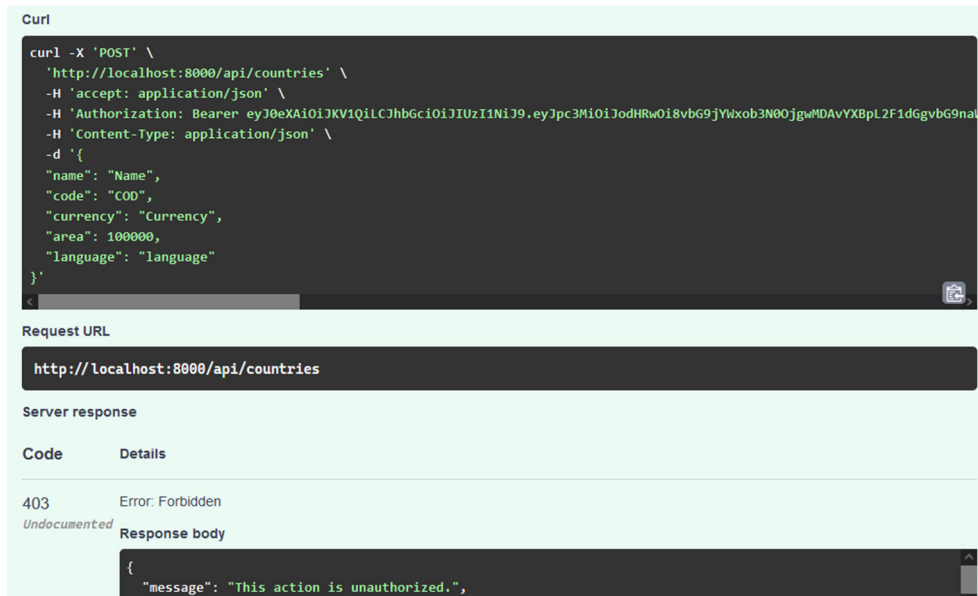 Curl
curl -X 'POST' \
'http://localhost:8000/api/countries' \
-H 'accept: application/json' \
-H 'Authorization: Bearer eyJ0eXAiOiJKV1QiLCJhbGciOiJIUzI1NiJ9.eyJpc3MiOiJodHRwOi8vbG9jYWxob3N0OjgwMDAvYXBpL2F1dGgvbG9naW
-H 'Content-Type: application/json' \
-d '{
"name": "Name",
"code": "COD",
"currency": "Currency",
"area": 100000,
"language": "language"
}'
Request URL
http://localhost:8000/api/countries
Server response
Code Details
403 Error: Forbidden
Undocumented
Response body
{
"message": "This action is unauthorized.",